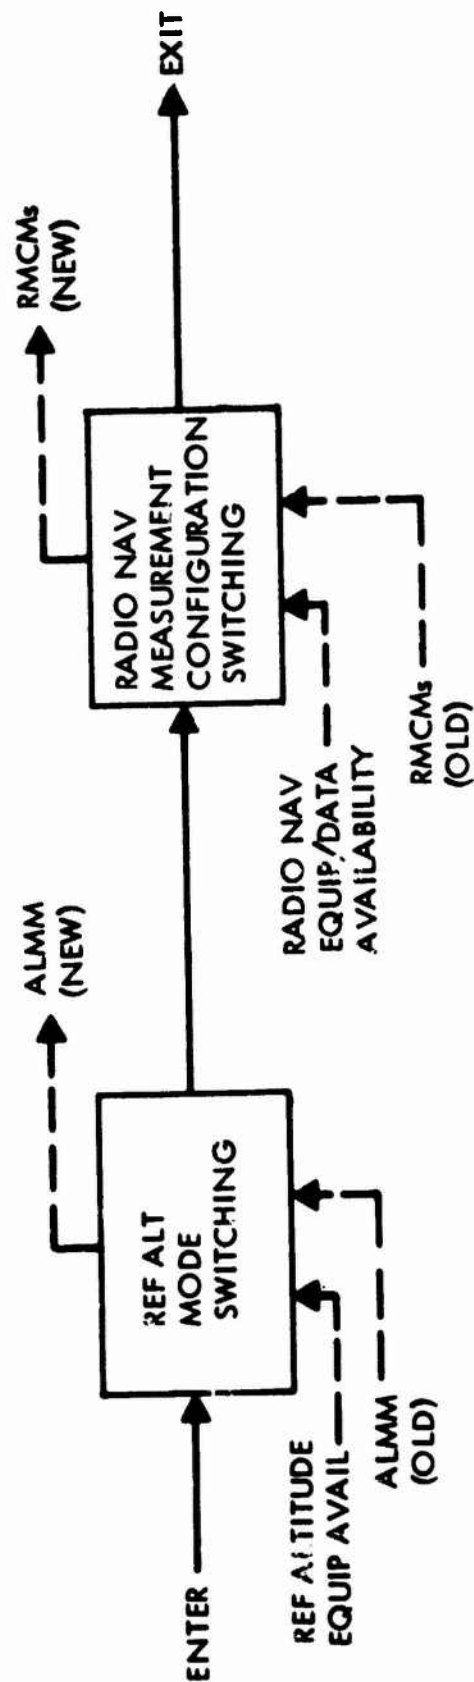 ENTER
REF ALT
MODE
SWITCHING
ALMM
(NEW)
REF ALTITUDE
EQUIP AVAIL
ALMM
(OLD)
RADIO NAV
MEASUREMENT
CONFIGURATION
SWITCHING
RMCMs
(NEW)
RADIO NAV
EQUIP/DATA
AVAILABILITY
RMCMs
(OLD)
EXIT